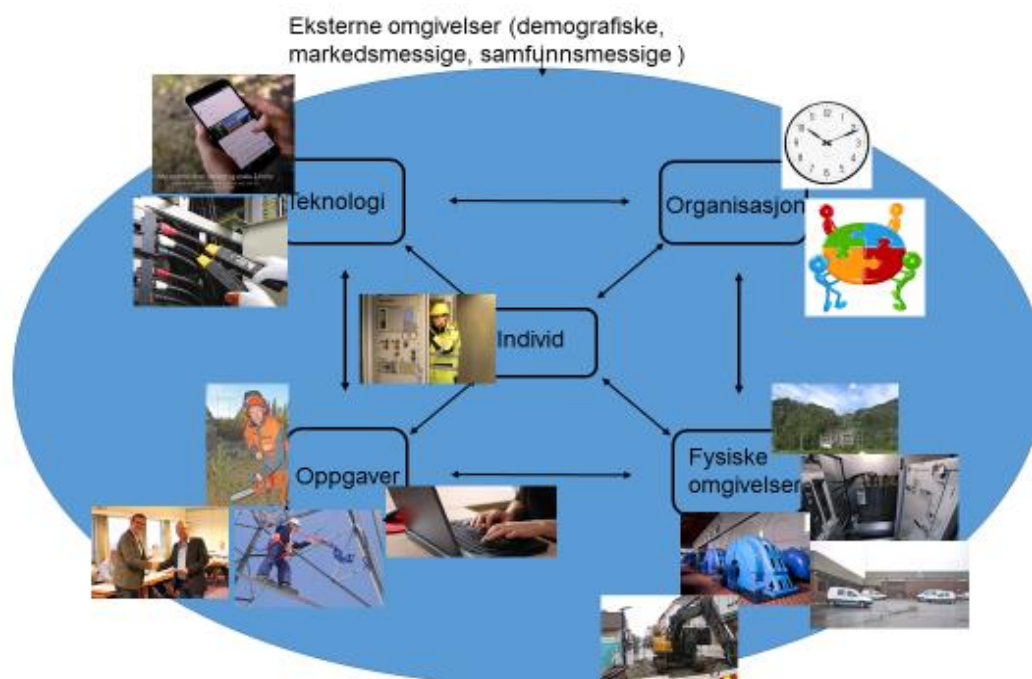 Eksterne omgivelser (demografiske,
markedsmessige, samfunnsmessige )
Teknologi
Organisasjon
Individ
Oppgaver
Fysiske
omgivelser